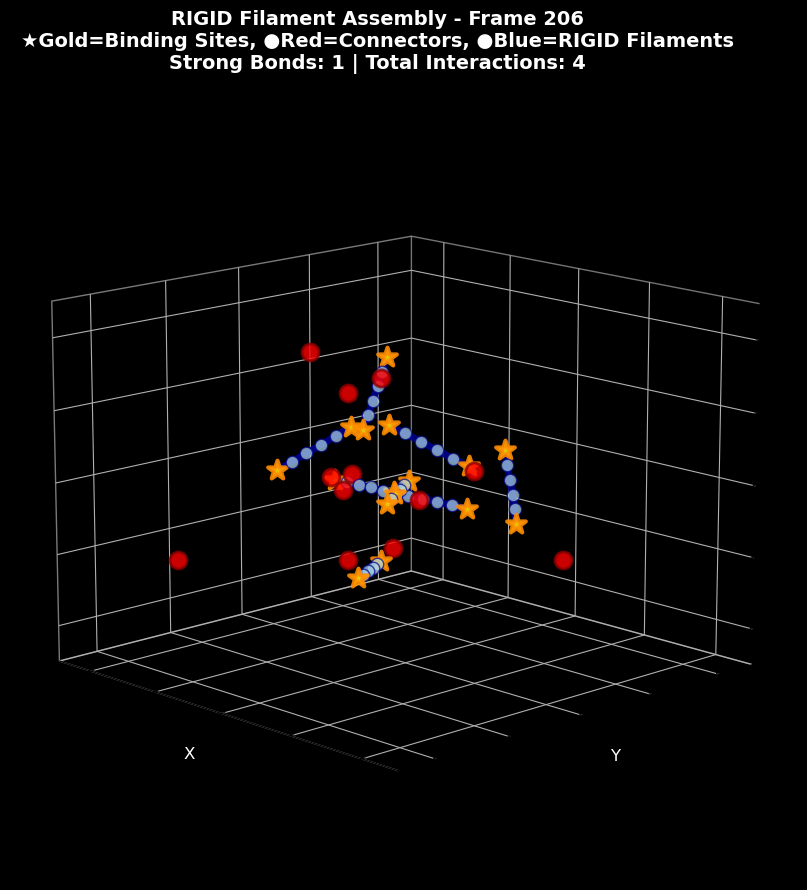 RIGID Filament Assembly - Frame 206
★Gold=Binding Sites, ●Red=Connectors, ●Blue=RIGID Filaments
Strong Bonds: 1 | Total Interactions: 4
X
Y